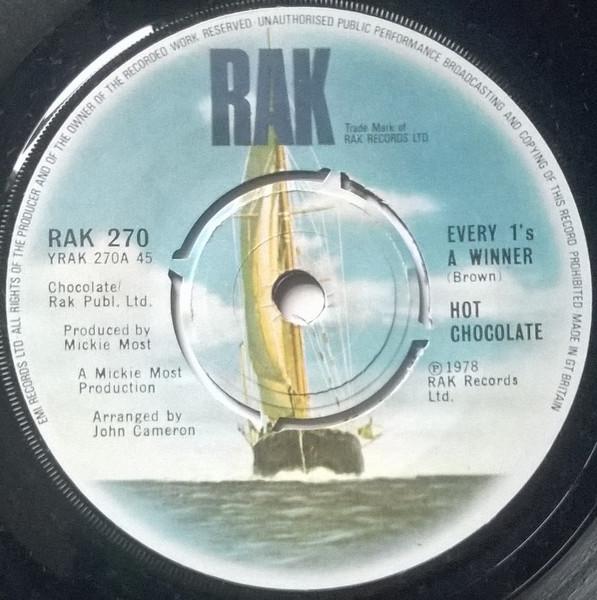 EMI RECORDS LTD· ALL RIGHTS OF THE PRODUCER AND OF THE OWNER OF THE RECORDED WORK RESERVED· UNAUTHORISED PUBLIC PERFORMANCE BROADCASTING AND COPYING OF THIS RECORD PROHIBITED MADE IN GT BRITAIN
RAK
Trade Mark of
RAK RECORDS LTD
RAK 270
YRAK 270A 45
Chocolate/
Rak Publ. Ltd.
Produced by
Mickie Most
A Mickie Most
Production
Arranged by
John Cameron
EVERY 1's
A WINNER
(Brown)
HOT
CHOCOLATE
℗1978
RAK Records
Ltd.